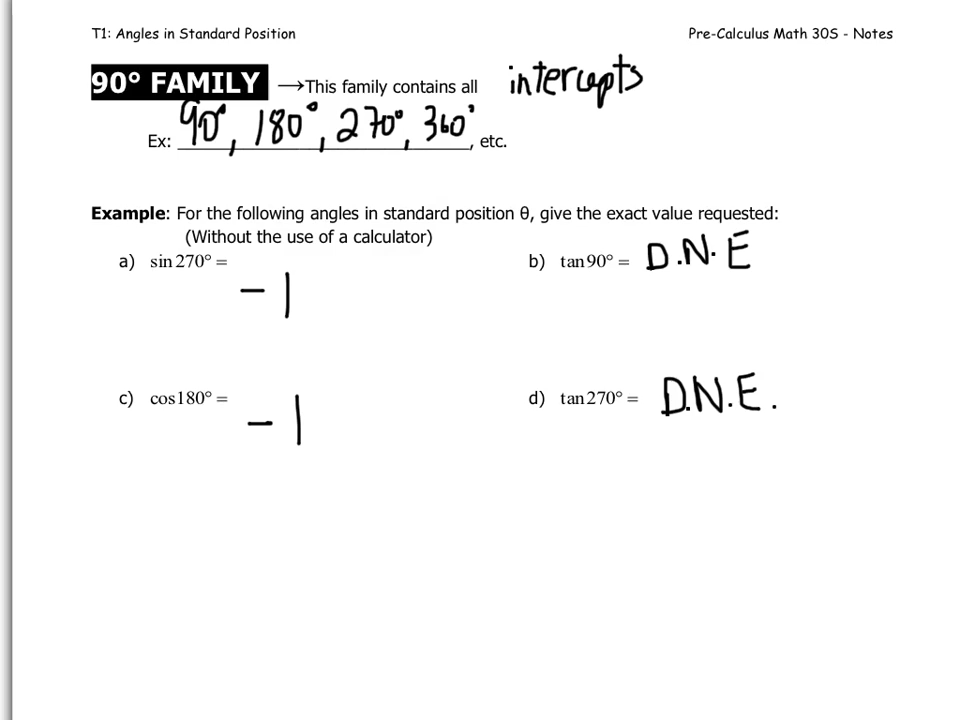 T1: Angles in Standard Position Pre-Calculus Math 30S - Notes
90° FAMILY →This family contains all intercepts
Ex: 90°, 180°, 270°, 360°, etc.
Example: For the following angles in standard position θ, give the exact value requested:
(Without the use of a calculator)
a) sin 270° = -1
b) tan 90° = D.N.E
c) cos 180° = -1
d) tan 270° = D.N.E.